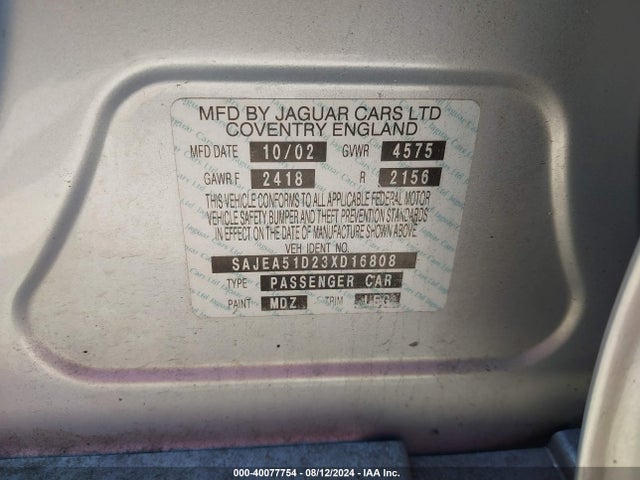 MFD BY JAGUAR CARS LTD
COVENTRY ENGLAND
MFD DATE 10/02 GVWR 4575
GAWR F 2418 R 2156
THIS VEHICLE CONFORMS TO ALL APPLICABLE FEDERAL MOTOR
VEHICLE SAFETY, BUMPER AND THEFT PREVENTION STANDARDS
IN EFFECT ON THE DATE OF MANUFACTURE SHOWN ABOVE.
VEH IDENT NO.
SAJEA51D23XD16808
TYPE PASSENGER CAR
PAINT MDZ TRIM
000-40077754 - 08/12/2024 - IAA Inc.